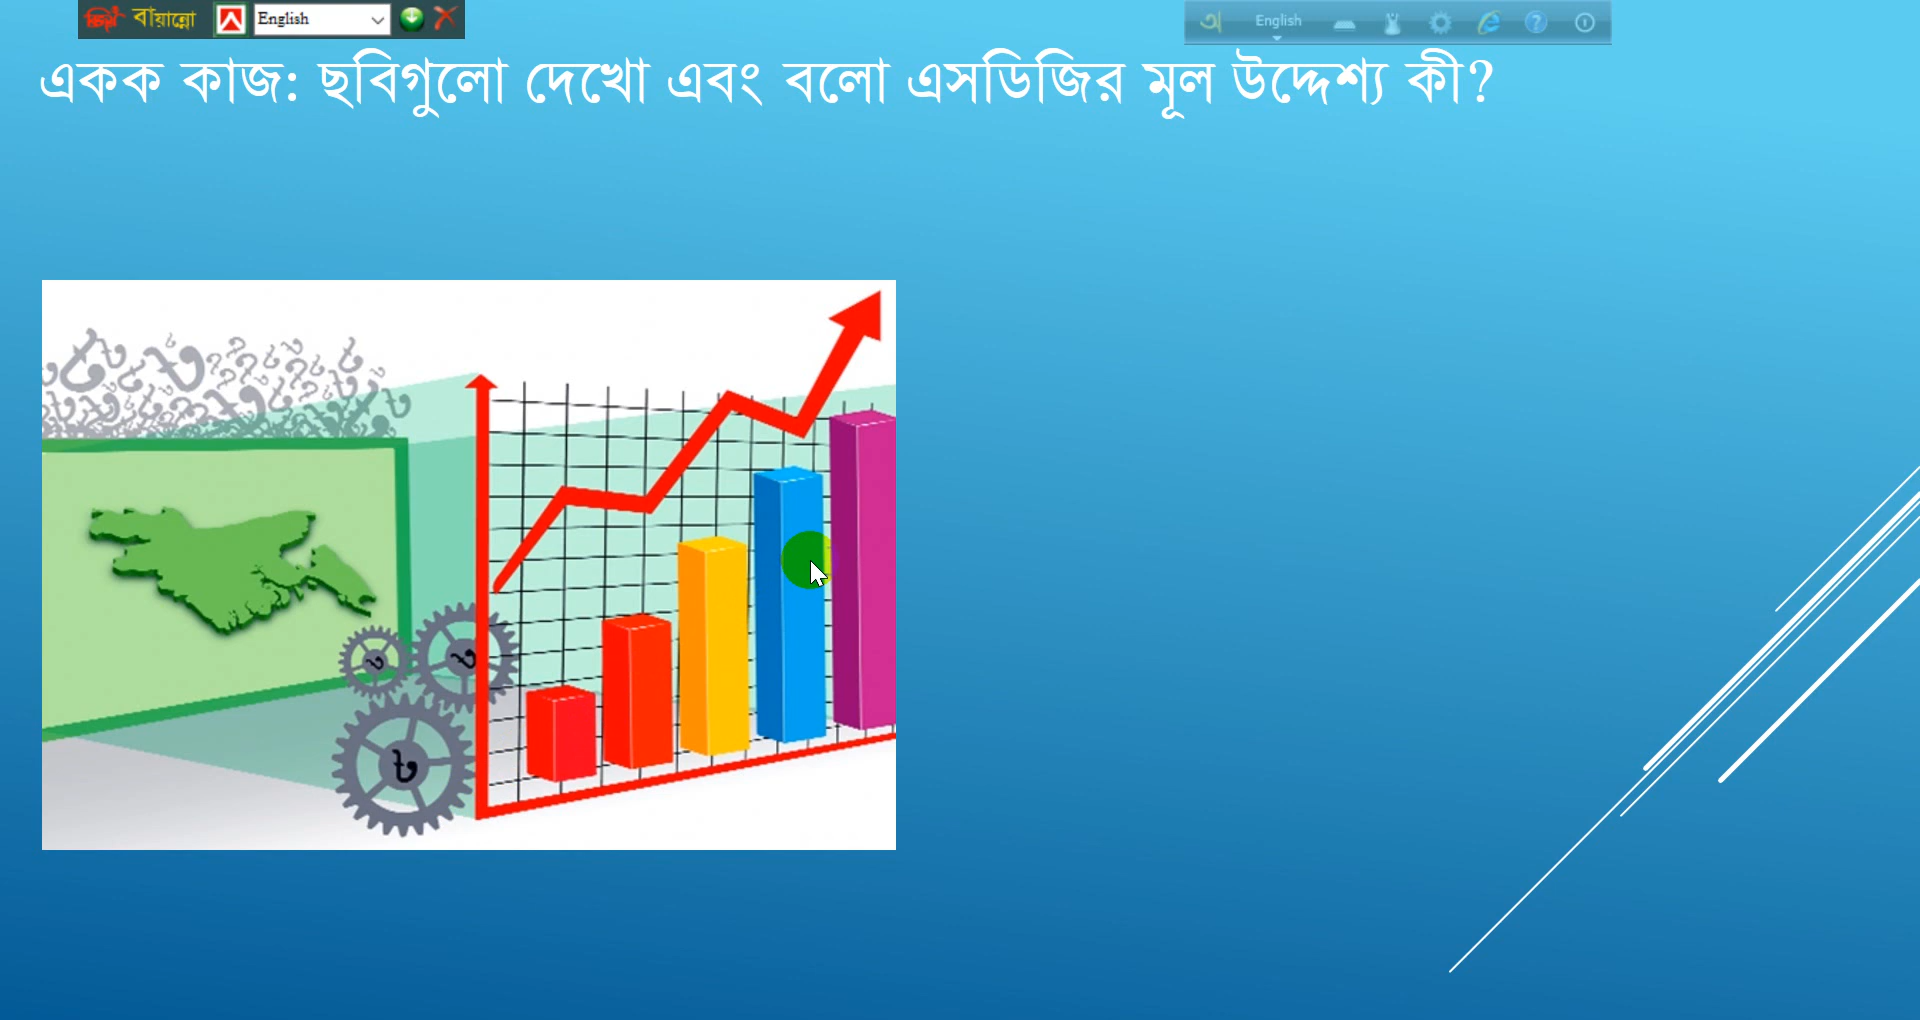 বায়ান্নো English
English
একক কাজ: ছবিগুলো দেখো এবং বলো এসডিজির মূল উদ্দেশ্য কী?